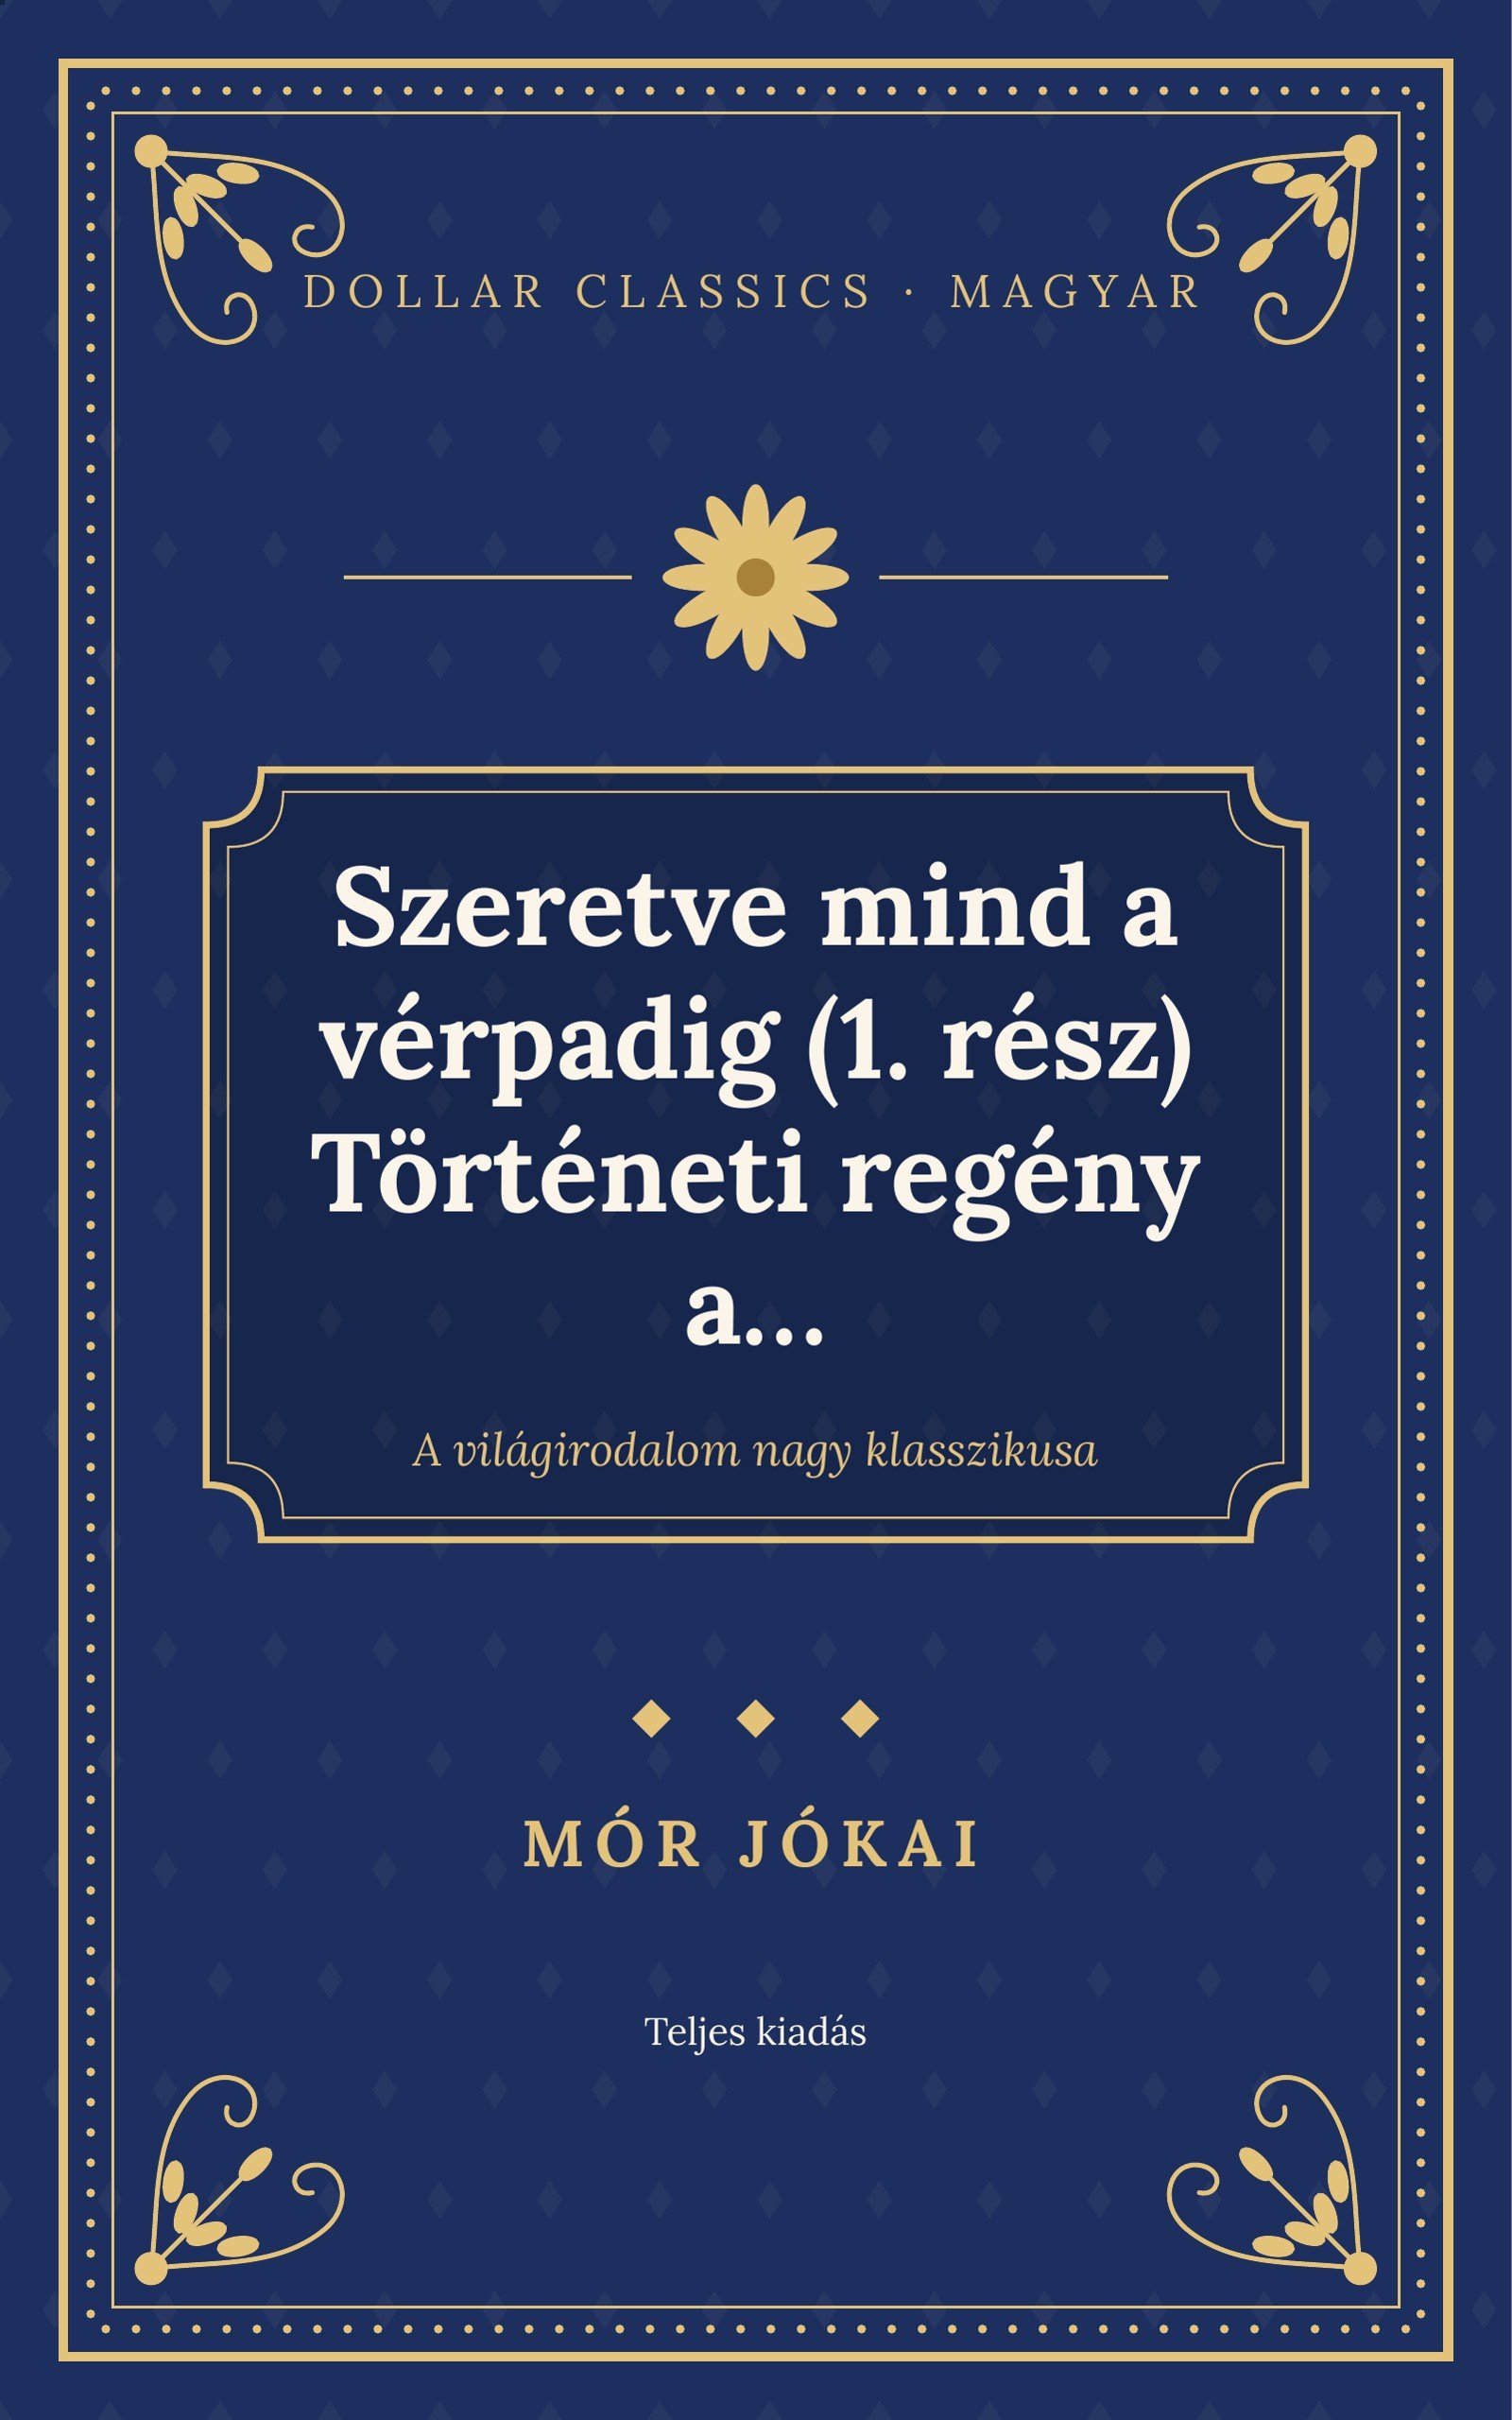 DOLLAR CLASSICS · MAGYAR
Szeretve mind a
vérpadig (1. rész)
Történeti regény
a...
A világirodalom nagy klasszikusa
MÓR JÓKAI
Teljes kiadás